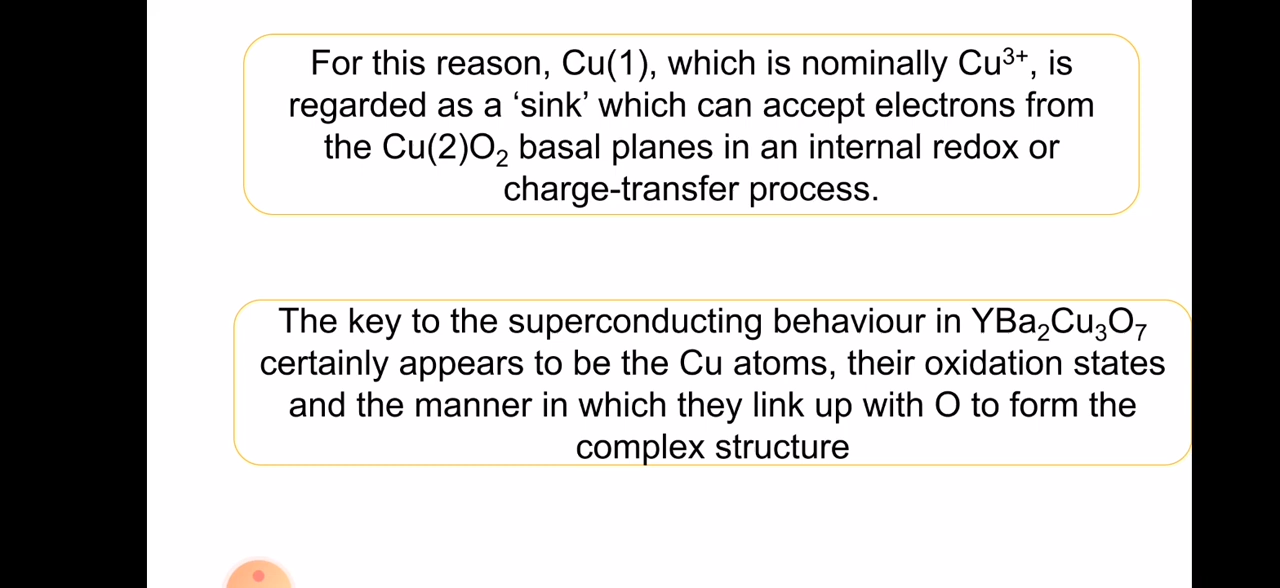 For this reason, Cu(1), which is nominally Cu³⁺, is
regarded as a ‘sink’ which can accept electrons from
the Cu(2)O₂ basal planes in an internal redox or
charge-transfer process.
The key to the superconducting behaviour in YBa₂Cu₃O₇
certainly appears to be the Cu atoms, their oxidation states
and the manner in which they link up with O to form the
complex structure